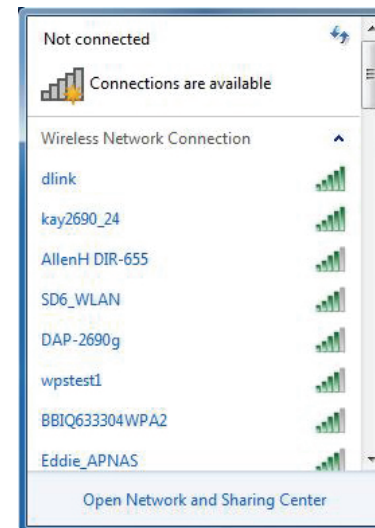 Not connected
Connections are available
Wireless Network Connection
dlink
kay2690_24
AllenH DIR-655
SD6_WLAN
DAP-2690g
wpstest1
BBIQ633304WPA2
Eddie_APNAS
Open Network and Sharing Center